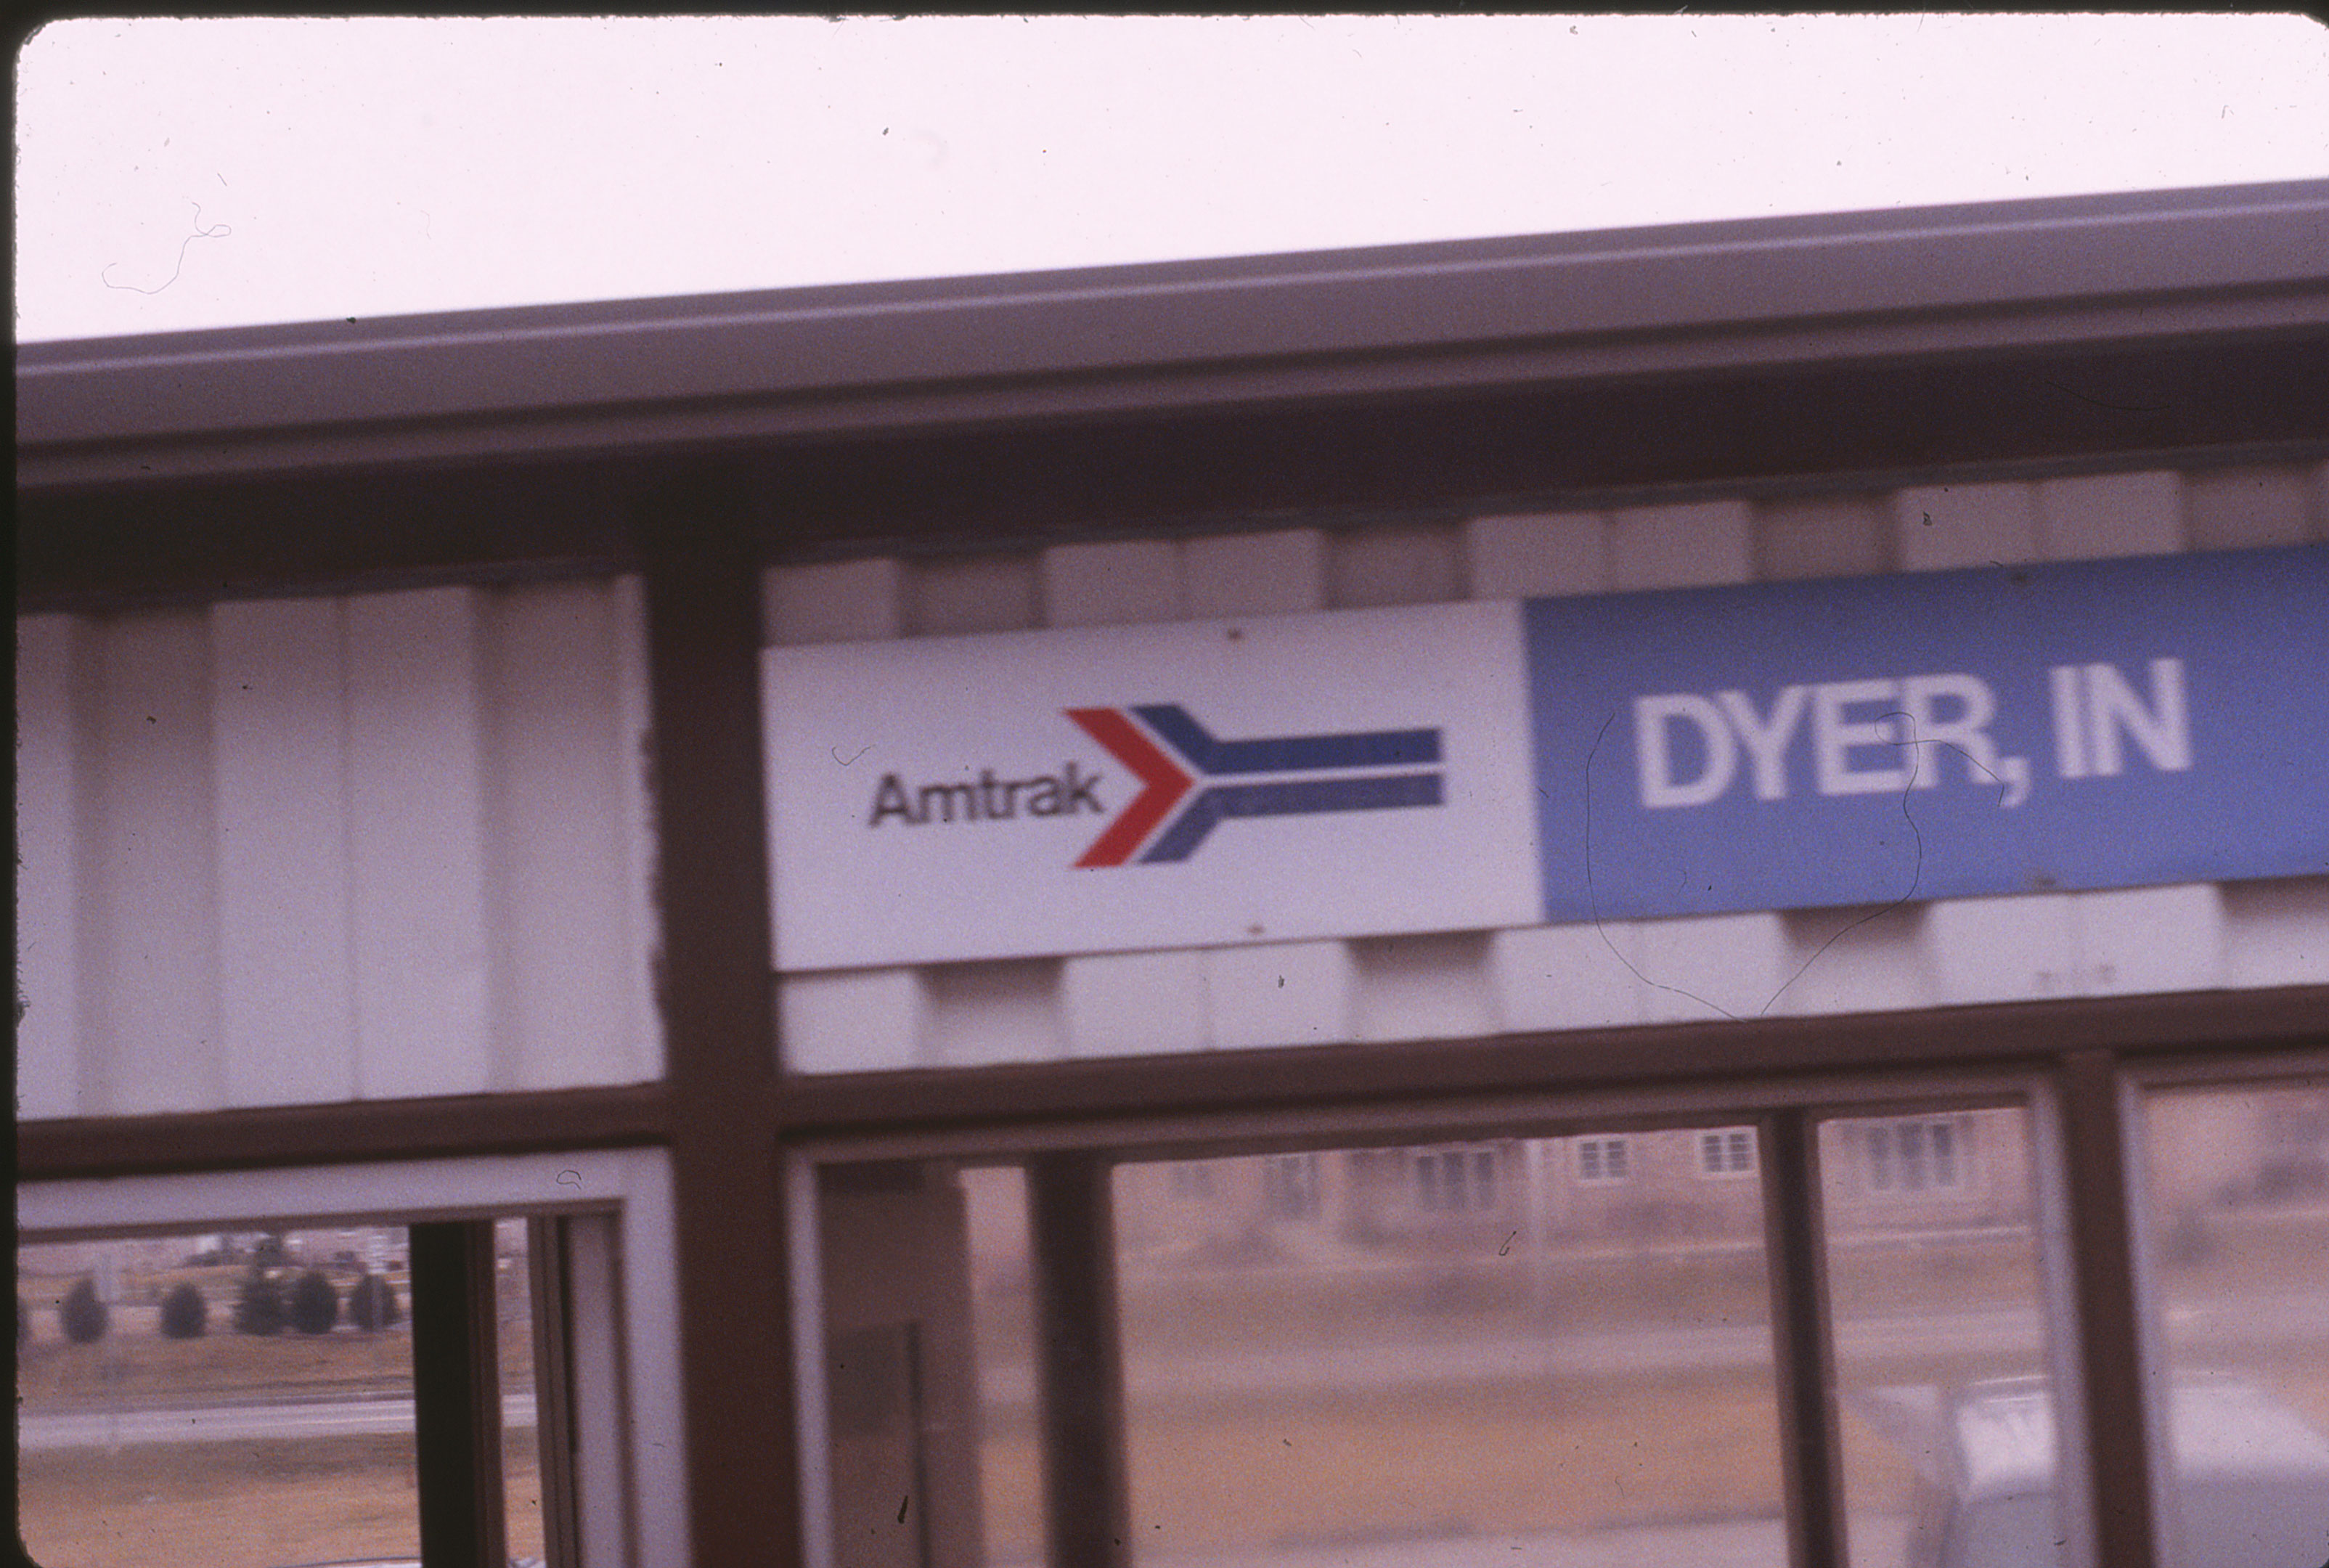 Amtrak
DYER, IN